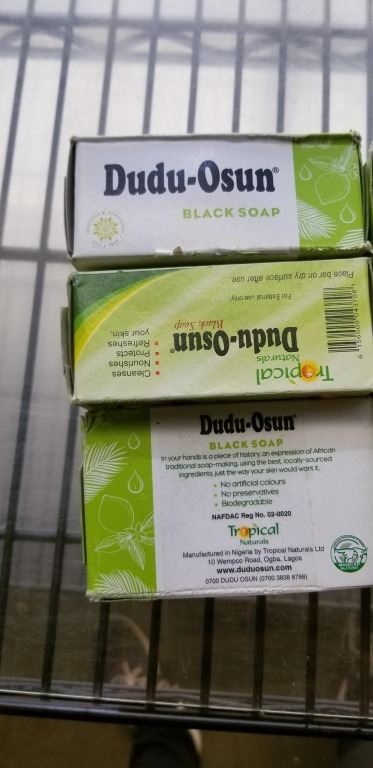 Dudu-Osun®
BLACK SOAP
Place bar on dry surface after use.
For External use only
Dudu-Osun®
Black Soap
Tropical
Naturals
Cleanses
Nourishes
Protects
Refreshes
your skin.
Dudu-Osun®
BLACK SOAP
In your hands is a piece of history, an expression of African
traditional soap-making, using the best, locally-sourced
ingredients, just the way your skin would want it.
• No artificial colours
• No preservatives
• Biodegradable
NAFDAC Reg No. 02-0020
Tropical
Naturals
Manufactured in Nigeria by Tropical Naturals Ltd
10 Wempco Road, Ogba, Lagos
www.duduosun.com
0700 DUDU OSUN (0700 3838 6786)